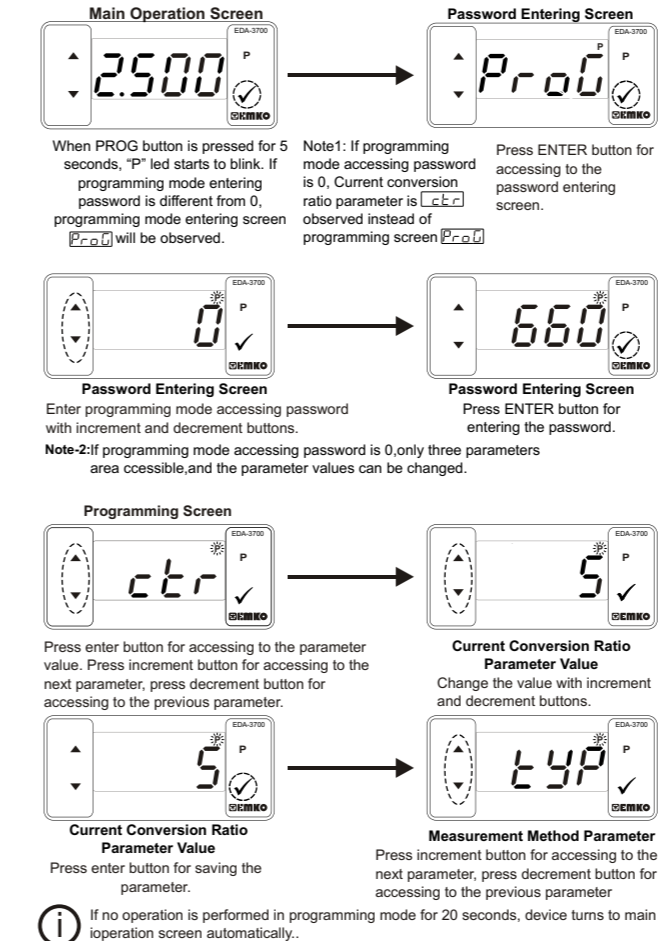 Main Operation Screen
Password Entering Screen
EDA-3700
P
2.500
EMKO
EDA-3700
P
P
ProG
EMKO
When PROG button is pressed for 5
seconds, “P” led starts to blink. If
programming mode entering
password is different from 0,
programming mode entering screen
ProG will be observed.
Note1: If programming
mode accessing password
is 0, Current conversion
ratio parameter is ctr
observed instead of
programming screen ProG
Press ENTER button for
accessing to the
password entering
screen.
EDA-3700
P
P
0
EMKO
EDA-3700
P
P
660
EMKO
Password Entering Screen
Enter programming mode accessing password
with increment and decrement buttons.
Password Entering Screen
Press ENTER button for
entering the password.
Note-2:If programming mode accessing password is 0,only three parameters
area ccessible,and the parameter values can be changed.
Programming Screen
EDA-3700
P
P
ctr
EMKO
EDA-3700
P
P
5
EMKO
Press enter button for accessing to the parameter
value. Press increment button for accessing to the
next parameter, press decrement button for
accessing to the previous parameter.
Current Conversion Ratio
Parameter Value
Change the value with increment
and decrement buttons.
EDA-3700
P
P
5
EMKO
EDA-3700
P
P
tYP
EMKO
Current Conversion Ratio
Parameter Value
Press enter button for saving the
parameter.
Measurement Method Parameter
Press increment button for accessing to the
next parameter, press decrement button for
accessing to the previous parameter
i
If no operation is performed in programming mode for 20 seconds, device turns to main
ioperation screen automatically..